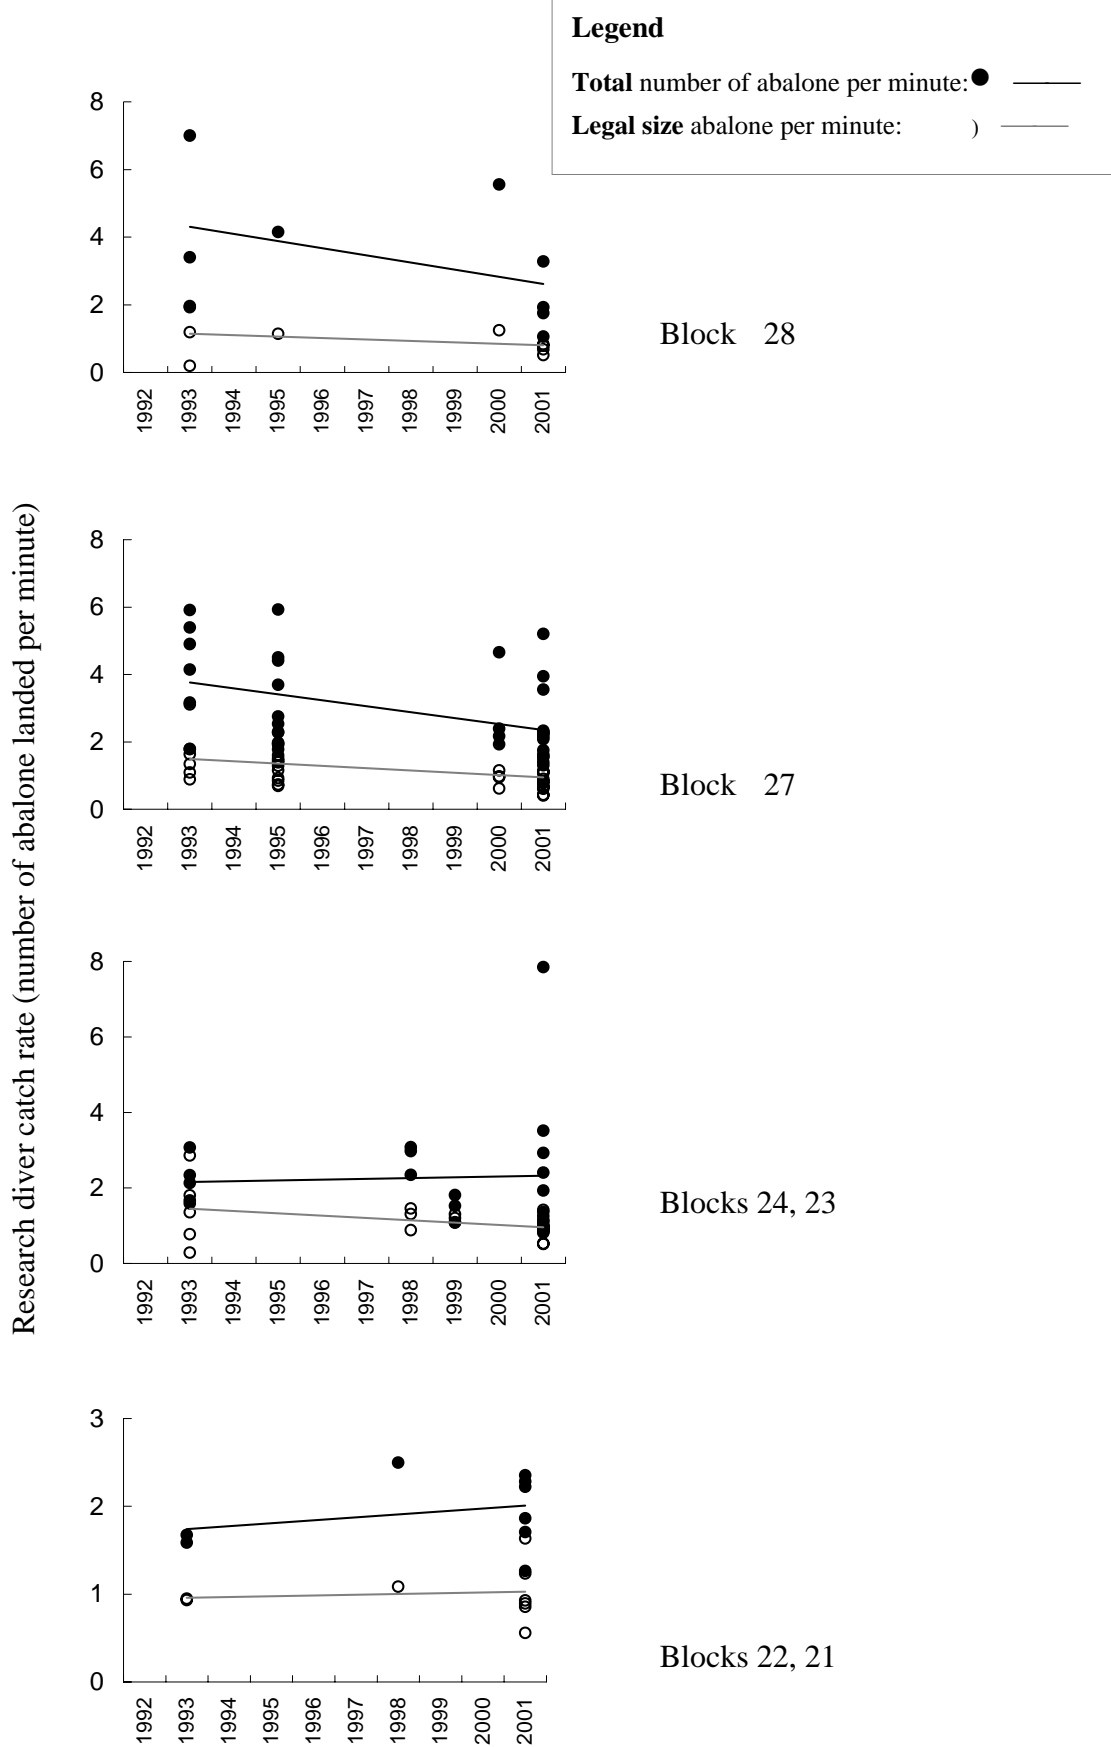 Legend
Total number of abalone per minute:
Legal size abalone per minute: )
Research diver catch rate (number of abalone landed per minute)
8
6
4
2
0
1992 1993 1994 1995 1996 1997 1998 1999 2000 2001
Block 28
8
6
4
2
0
1992 1993 1994 1995 1996 1997 1998 1999 2000 2001
Block 27
8
6
4
2
0
1992 1993 1994 1995 1996 1997 1998 1999 2000 2001
Blocks 24, 23
3
2
1
0
1992 1993 1994 1995 1996 1997 1998 1999 2000 2001
Blocks 22, 21